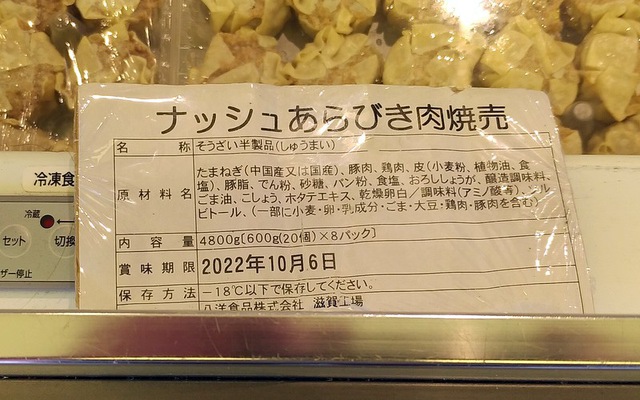 ナッシュあらびき肉焼売
名称 そうざい半製品(しゅうまい)
原材料名 たまねぎ(中国産又は国産)、豚肉、鶏肉、皮(小麦粉、植物油、食
塩)、豚脂、でん粉、砂糖、パン粉、食塩、おろししょうが、醸造調味料、
ごま油、こしょう、ホタテエキス、乾燥卵白/調味料(アミノ酸等)、ソル
ビトール、(一部に小麦・卵・乳成分・ごま・大豆・鶏肉・豚肉を含む)
内容量 4800g[600g(20個)×8パック]
賞味期限 2022年10月6日
保存方法 -18℃以下で保存してください。
八洋食品株式会社 滋賀工場
冷凍食
冷蔵
セット 切換
ザー停止